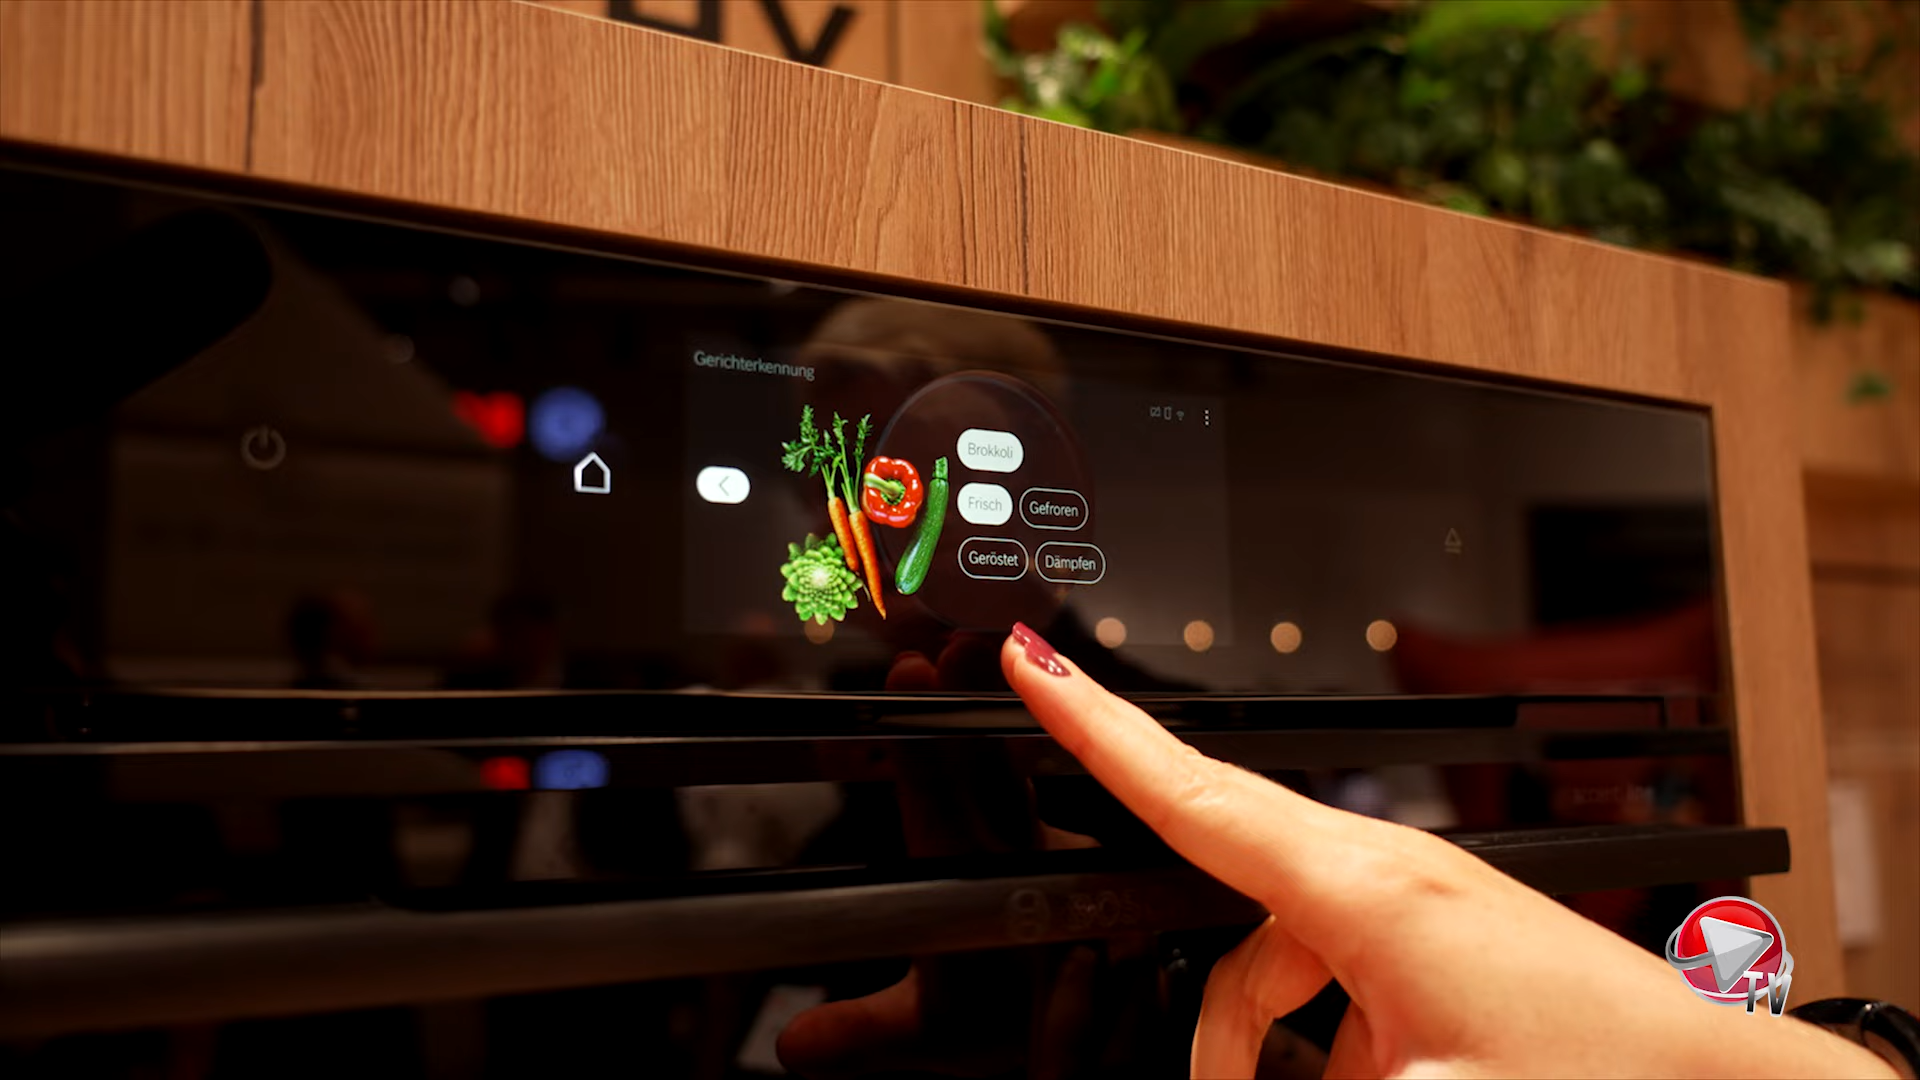 Gerichterkennung
Brokkoli
Frisch Gefroren
Geröstet Dämpfen
TV